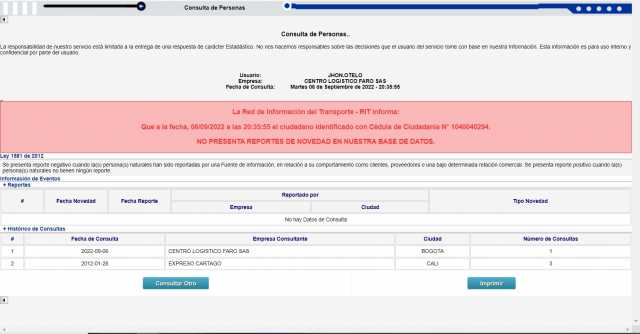 Consulta de Personas
Consulta de Personas..
La responsabilidad de nuestro servicio está limitada a la entrega de una respuesta de carácter Estadístico. No nos hacemos responsables sobre las decisiones que el usuario del servicio tome con base en nuestra Información. Esta información es para uso interno y
confidencial por parte del usuario.
Usuario: JHON.OTELO
Empresa: CENTRO LOGISTICO FARO SAS
Fecha de Consulta: Martes 06 de Septiembre de 2022 - 20:35:55
La Red de Información del Transporte - RIT Informa:
Que a la fecha, 06/09/2022 a las 20:35:55 el ciudadano identificado con Cédula de Ciudadania N°
NO PRESENTA REPORTES DE NOVEDAD EN NUESTRA BASE DE DATOS.
Ley 1581 de 2012
Se presenta reporte negativo cuando la(s) persona(s) naturales han sido reportadas por una Fuente de información, en relación a su comportamiento como clientes, proveedores o una bajo determinada relación comercial. Se presenta reporte positivo cuando la(s)
persona(s) naturales no tienen ningún reporte.
Información de Eventos
+ Reportes
# Fecha Novedad Fecha Reporte Reportado por Tipo Novedad
Empresa Ciudad
No hay Datos de Consulta
+ Histórico de Consultas
# Fecha de Consulta Empresa Consultante Ciudad Número de Consultas
1 2022-09-06 CENTRO LOGISTICO FARO SAS BOGOTA 1
2 2012-01-26 EXPRESO CARTAGO CALI 3
Consultar Otro Imprimir